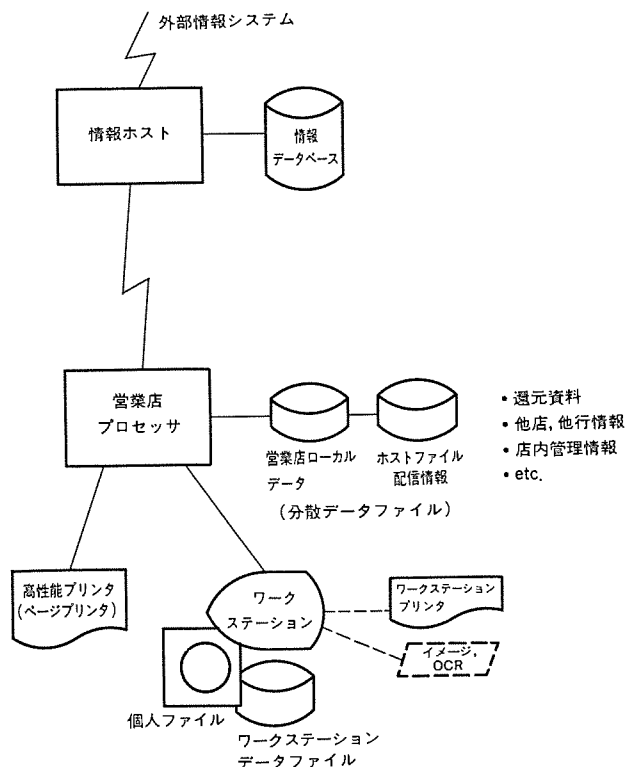 外部情報システム
情報ホスト
情報
データベース
営業店
プロセッサ
営業店ローカル
データ
ホストファイル
配信情報
(分散データファイル)
• 還元資料
• 他店, 他行情報
• 店内管理情報
• etc.
高性能プリンタ
(ページプリンタ)
ワーク
ステーション
ワークステーション
プリンタ
イメージ,
OCR
個人ファイル
ワークステーション
データファイル